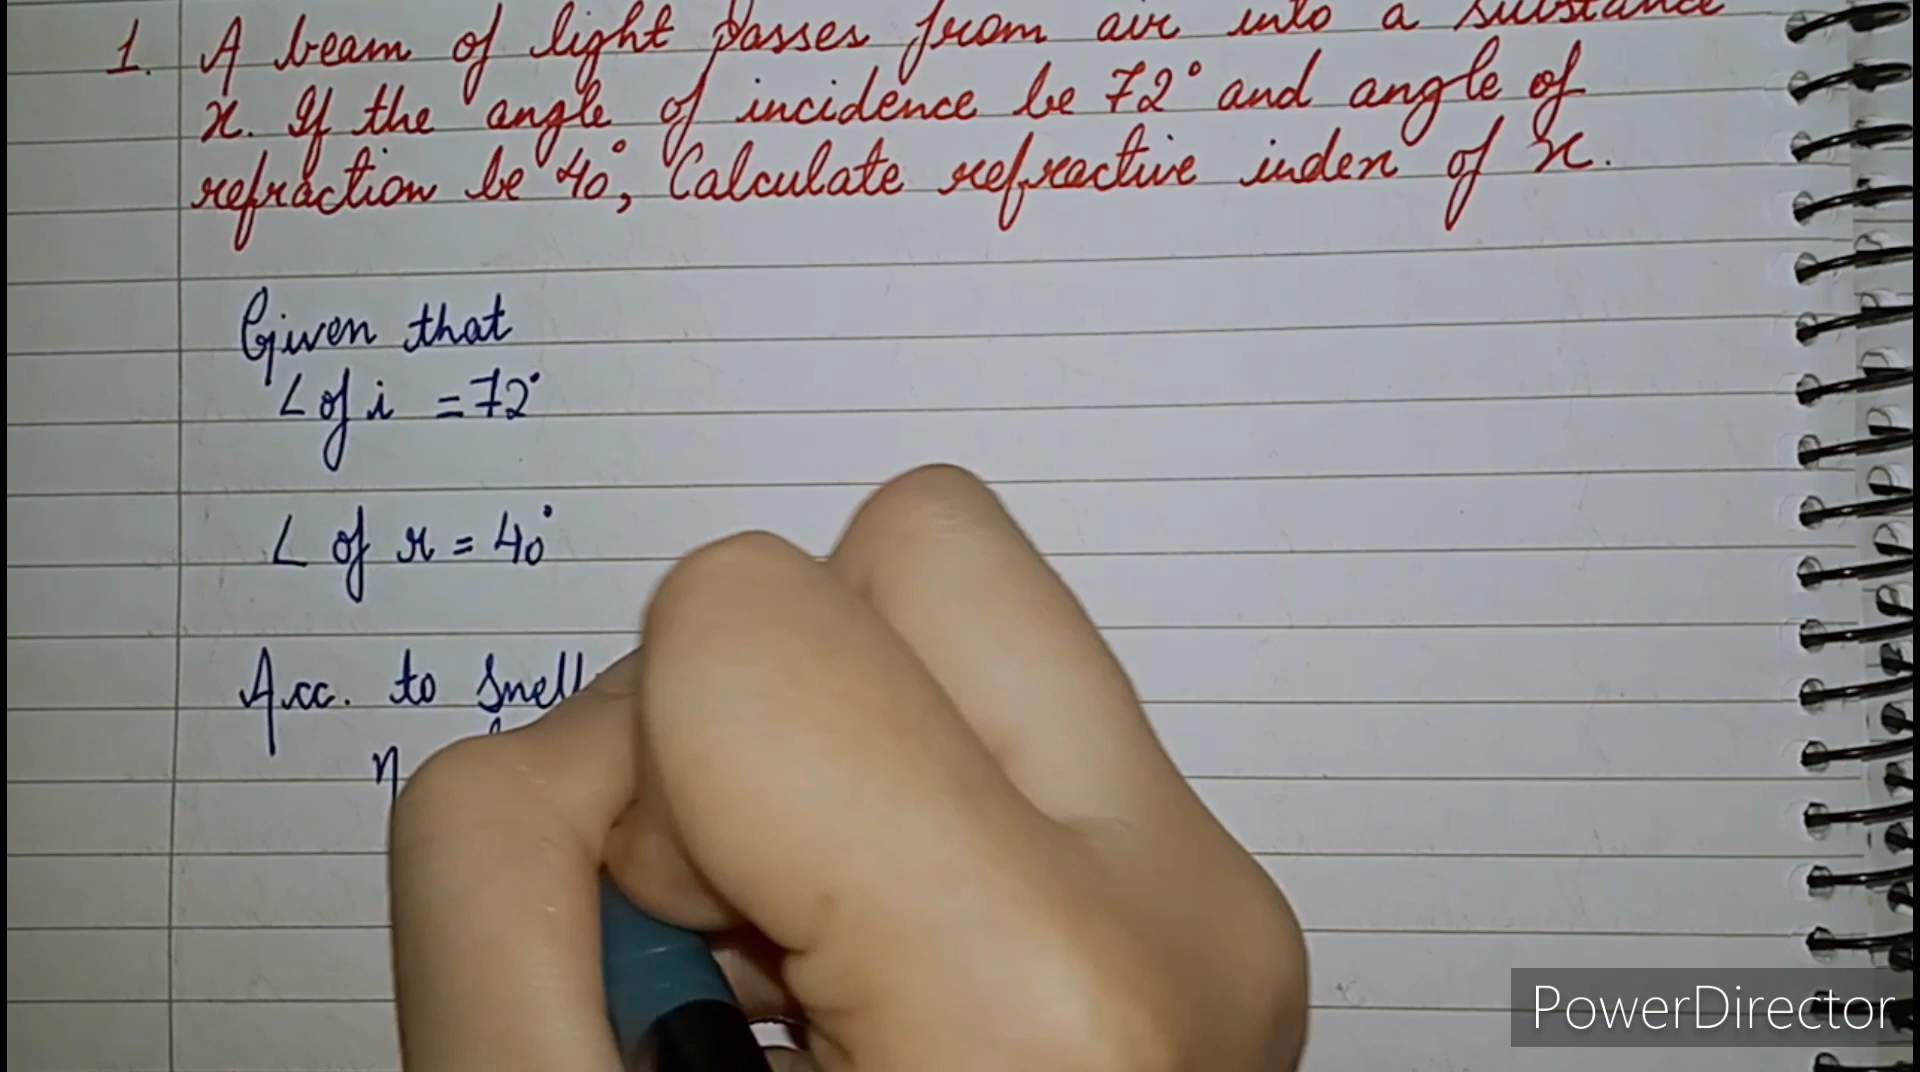 1. A beam of light passes from air into a substance
x. If the angle of incidence be 72° and angle of
refraction be 40°, Calculate refractive index of x.
Given that
∠ of i = 72°
∠ of r = 40°
Acc. to Snell
η
PowerDirector